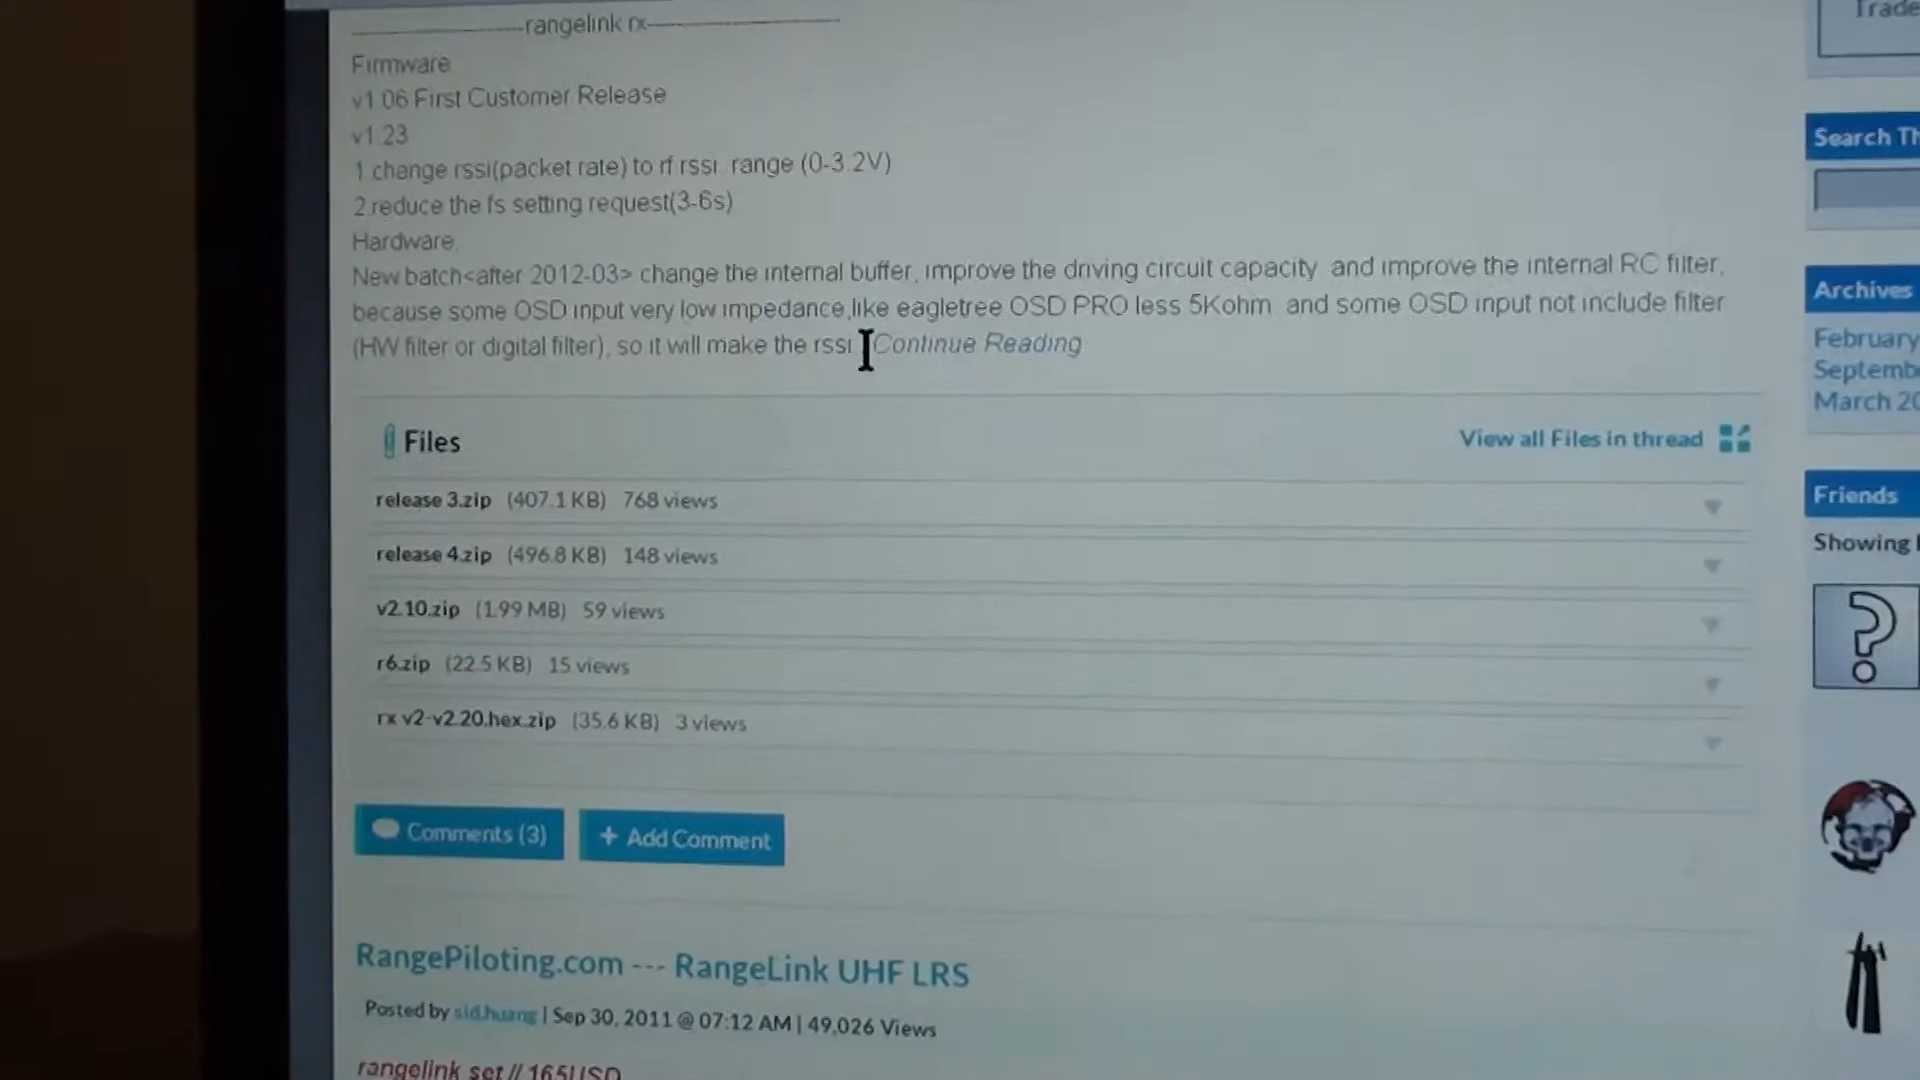 rangelink rx
Firmware
v1.06 First Customer Release
v1.23
1.change rssi(packet rate) to rf rssi. range (0-3.2V)
2.reduce the fs setting request(3-6s)
Hardware:
New batch<after 2012-03> change the internal buffer, improve the driving circuit capacity. and improve the internal RC filter,
because some OSD input very low impedance,like eagletree OSD PRO less 5Kohm. and some OSD input not include filter
(HW filter or digital filter), so it will make the rssi Continue Reading
Files
View all Files in thread
release 3.zip (407.1 KB) 768 views
release 4.zip (496.8 KB) 148 views
v2.10.zip (1.99 MB) 59 views
r6.zip (22.5 KB) 15 views
rx v2-v2.20.hex.zip (35.6 KB) 3 views
Comments (3)
+ Add Comment
RangePiloting.com --- RangeLink UHF LRS
Posted by sid.huang | Sep 30, 2011 @ 07:12 AM | 49,026 Views
rangelink set // 165USD
Trade
Search Th
Archives
February
Septemb
March 20
Friends
Showing